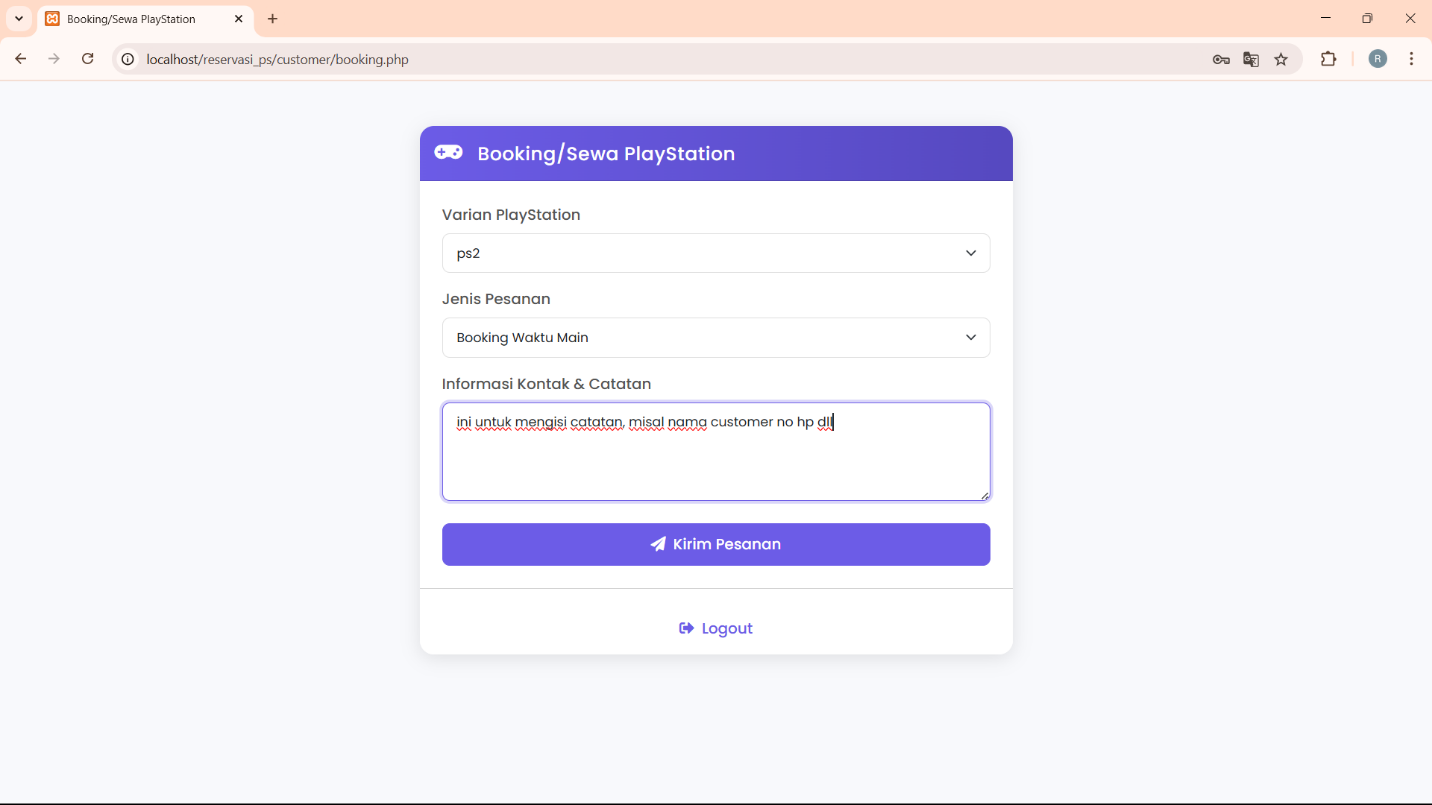 Booking/Sewa PlayStation
localhost/reservasi_ps/customer/booking.php
R
Booking/Sewa PlayStation
Varian PlayStation
ps2
Jenis Pesanan
Booking Waktu Main
Informasi Kontak & Catatan
ini untuk mengisi catatan, misal nama customer no hp dll
Kirim Pesanan
Logout